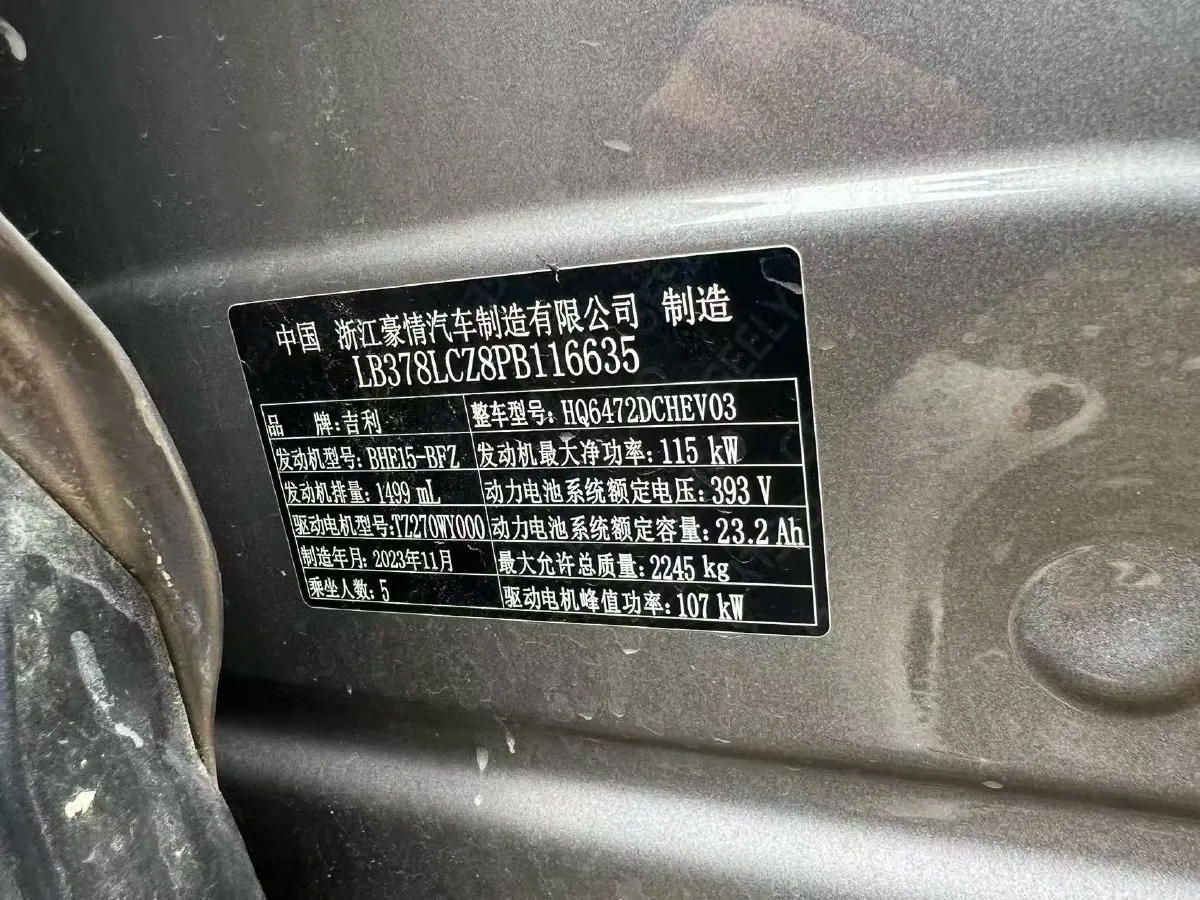 中国 浙江豪情汽车制造有限公司 制造
LB378LCZ8PB116635
品 牌:吉利 整车型号:HQ6472DCHEV03
发动机型号:BHE15-BFZ 发动机最大净功率:115 kW
发动机排量:1499 mL 动力电池系统额定电压:393 V
驱动电机型号:TZ270WY000 动力电池系统额定容量:23.2 Ah
制造年月:2023年11月 最大允许总质量:2245 kg
乘坐人数:5 驱动电机峰值功率:107 kW
GEELY